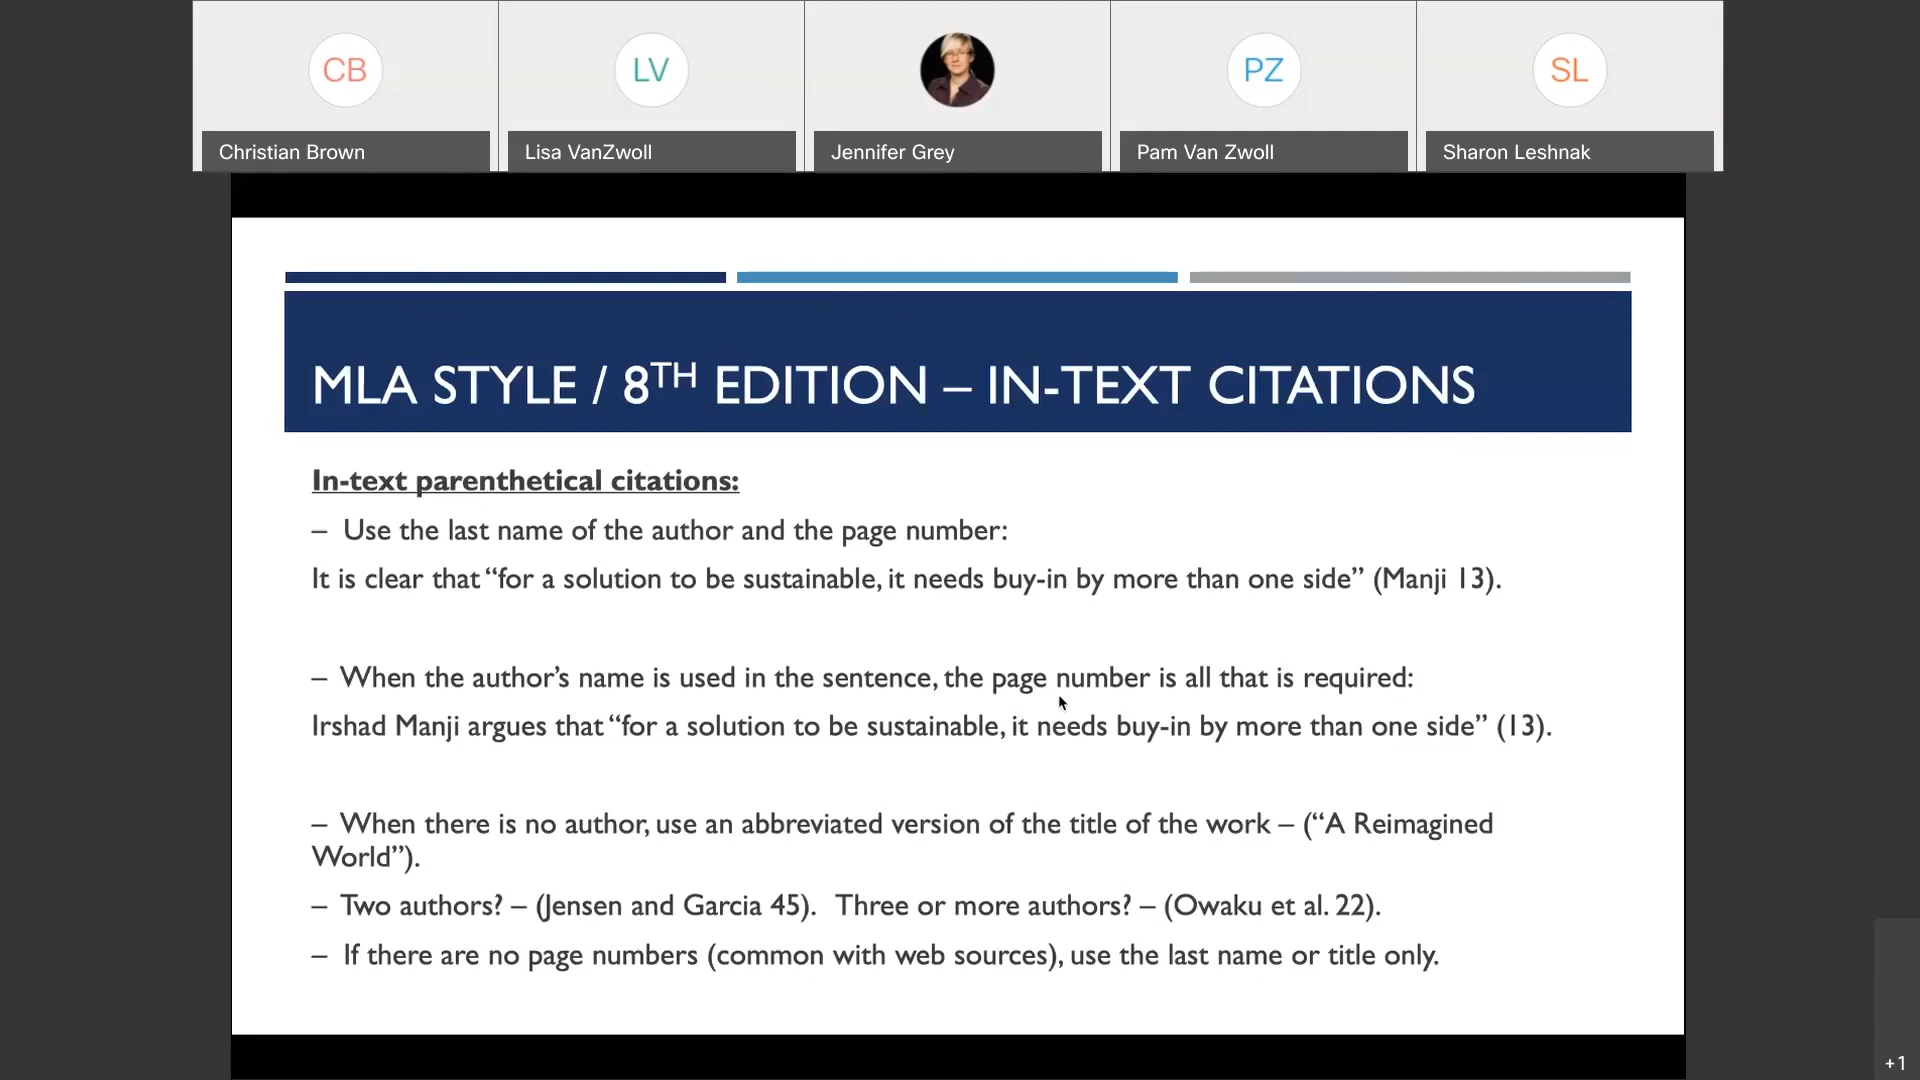 CB
LV
PZ
SL
Christian Brown
Lisa VanZwoll
Jennifer Grey
Pam Van Zwoll
Sharon Leshnak
MLA STYLE / 8TH EDITION – IN-TEXT CITATIONS
In-text parenthetical citations:
– Use the last name of the author and the page number:
It is clear that “for a solution to be sustainable, it needs buy-in by more than one side” (Manji 13).
– When the author’s name is used in the sentence, the page number is all that is required:
Irshad Manji argues that “for a solution to be sustainable, it needs buy-in by more than one side” (13).
– When there is no author, use an abbreviated version of the title of the work – (“A Reimagined
World”).
– Two authors? – (Jensen and Garcia 45). Three or more authors? – (Owaku et al. 22).
– If there are no page numbers (common with web sources), use the last name or title only.
+1